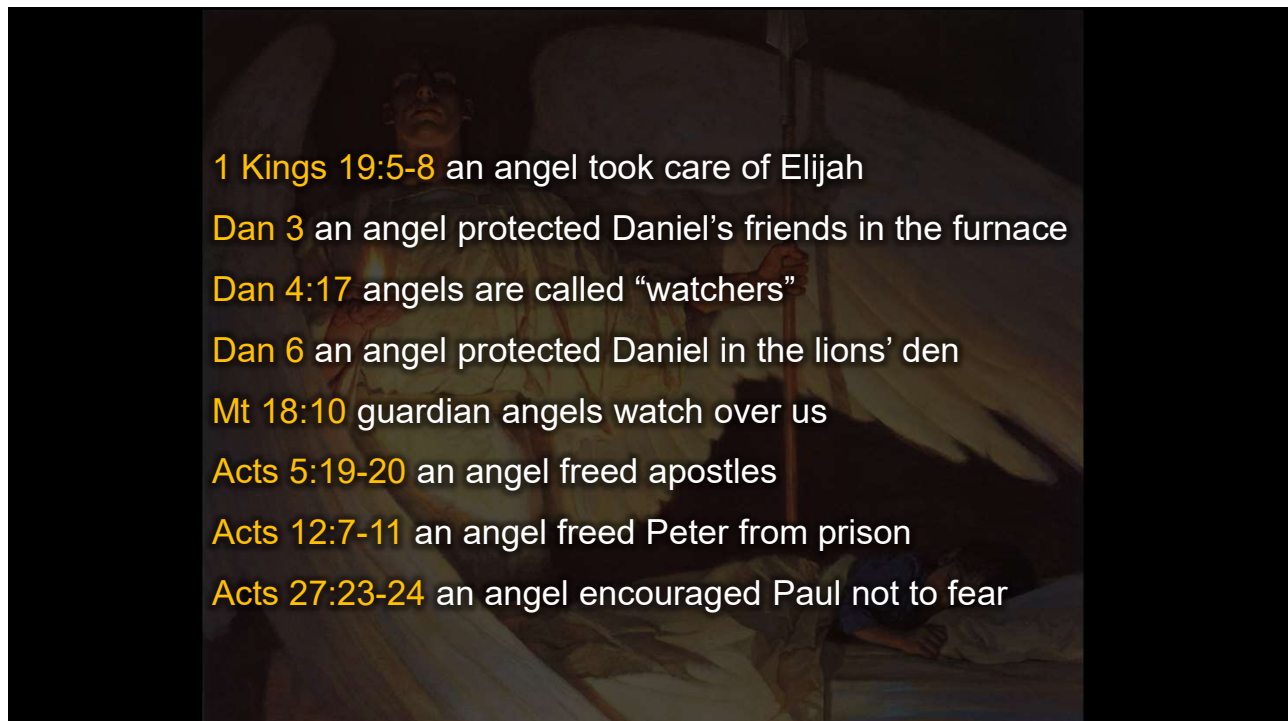 1 Kings 19:5-8 an angel took care of Elijah
Dan 3 an angel protected Daniel’s friends in the furnace
Dan 4:17 angels are called “watchers”
Dan 6 an angel protected Daniel in the lions’ den
Mt 18:10 guardian angels watch over us
Acts 5:19-20 an angel freed apostles
Acts 12:7-11 an angel freed Peter from prison
Acts 27:23-24 an angel encouraged Paul not to fear